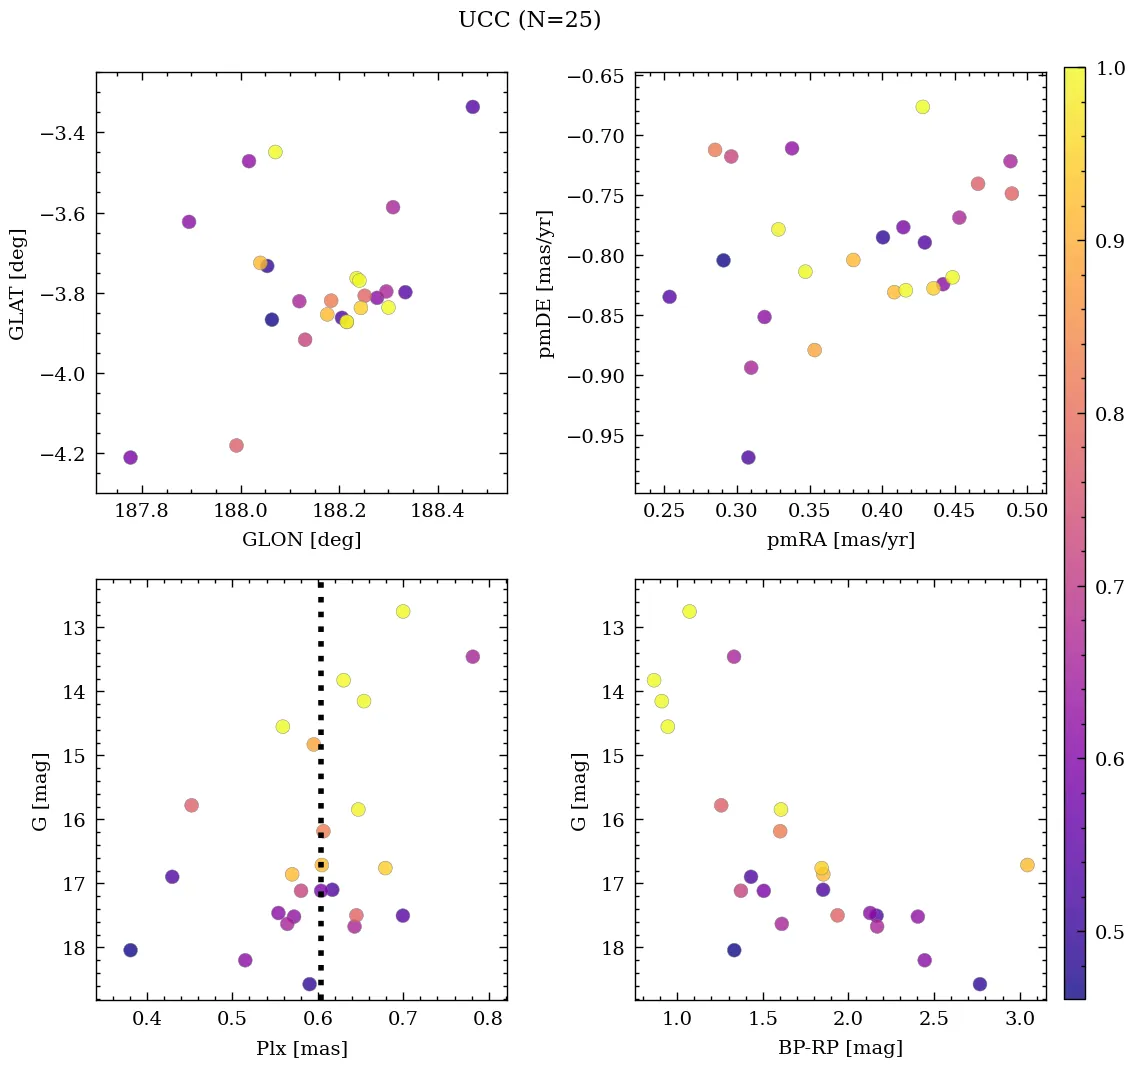 UCC (N=25)
−3.4
−3.6
−3.8
−4.0
−4.2
GLAT [deg]
187.8 188.0 188.2 188.4
GLON [deg]
−0.65
−0.70
−0.75
−0.80
−0.85
−0.90
−0.95
pmDE [mas/yr]
0.25 0.30 0.35 0.40 0.45 0.50
pmRA [mas/yr]
13
14
15
16
17
18
G [mag]
0.4 0.5 0.6 0.7 0.8
Plx [mas]
13
14
15
16
17
18
G [mag]
1.0 1.5 2.0 2.5 3.0
BP-RP [mag]
1.0
0.9
0.8
0.7
0.6
0.5